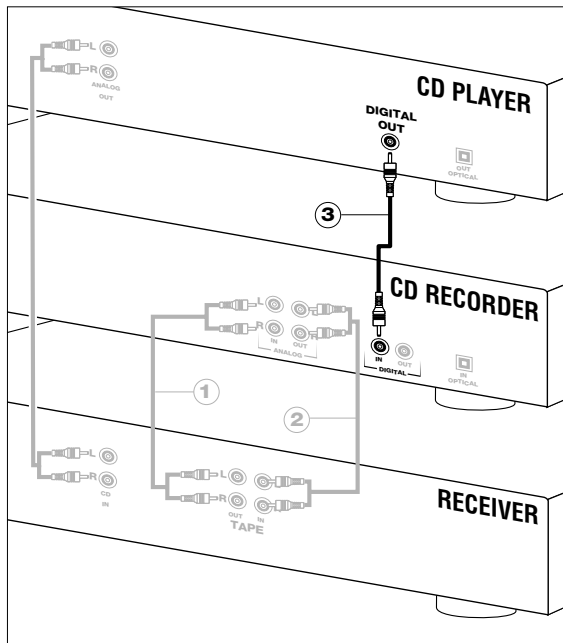 L
R
ANALOG
OUT
CD PLAYER
DIGITAL
OUT
OUT
OPTICAL
3
CD RECORDER
L
L
R
R
IN
OUT
ANALOG
IN
OUT
DIGITAL
IN
OPTICAL
1
2
L
R
CD
IN
L
L
R
R
OUT
IN
TAPE
RECEIVER